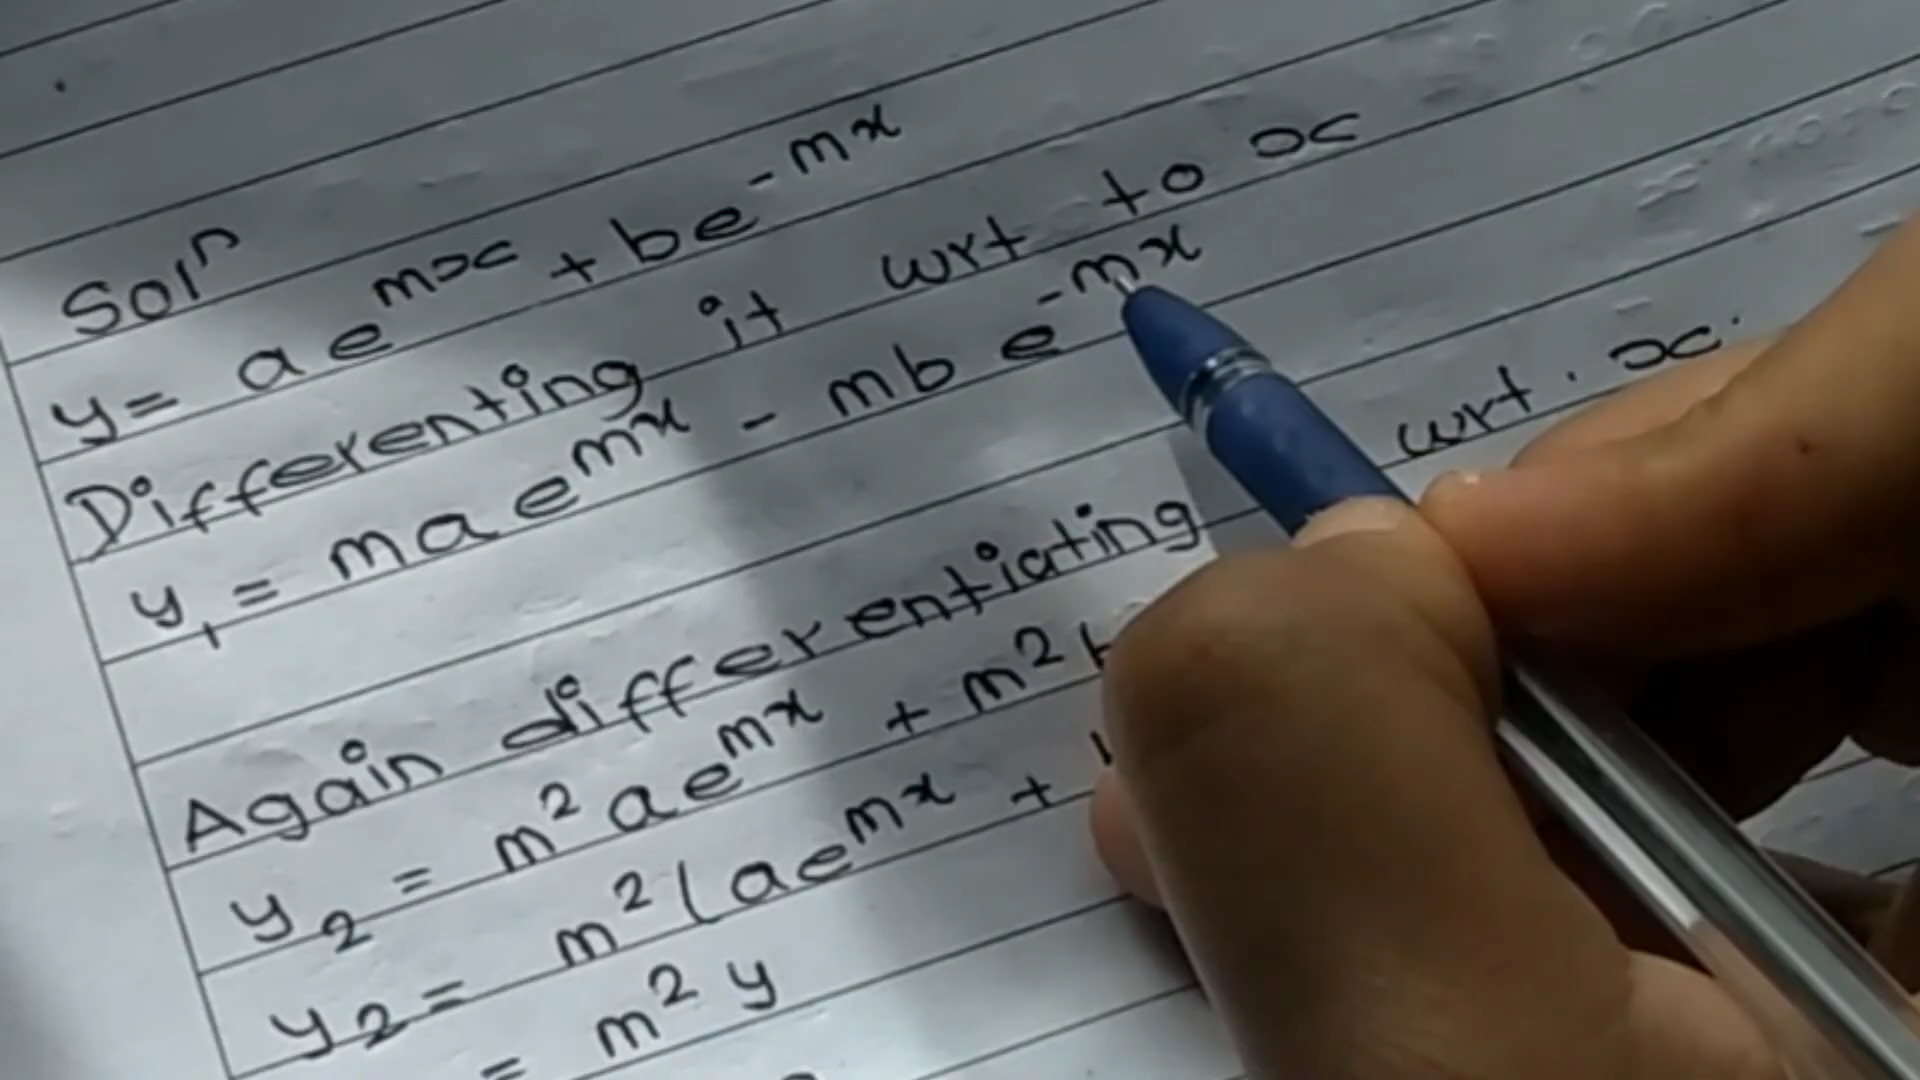 Solⁿ
y = ae^mx + be^-mx
Differenting it wrt to x
y₁ = mae^mx - mbe^-mx
Again differentiating wrt. x.
y₂ = m²ae^mx + m²
y₂ = m²(ae^mx +
= m²y